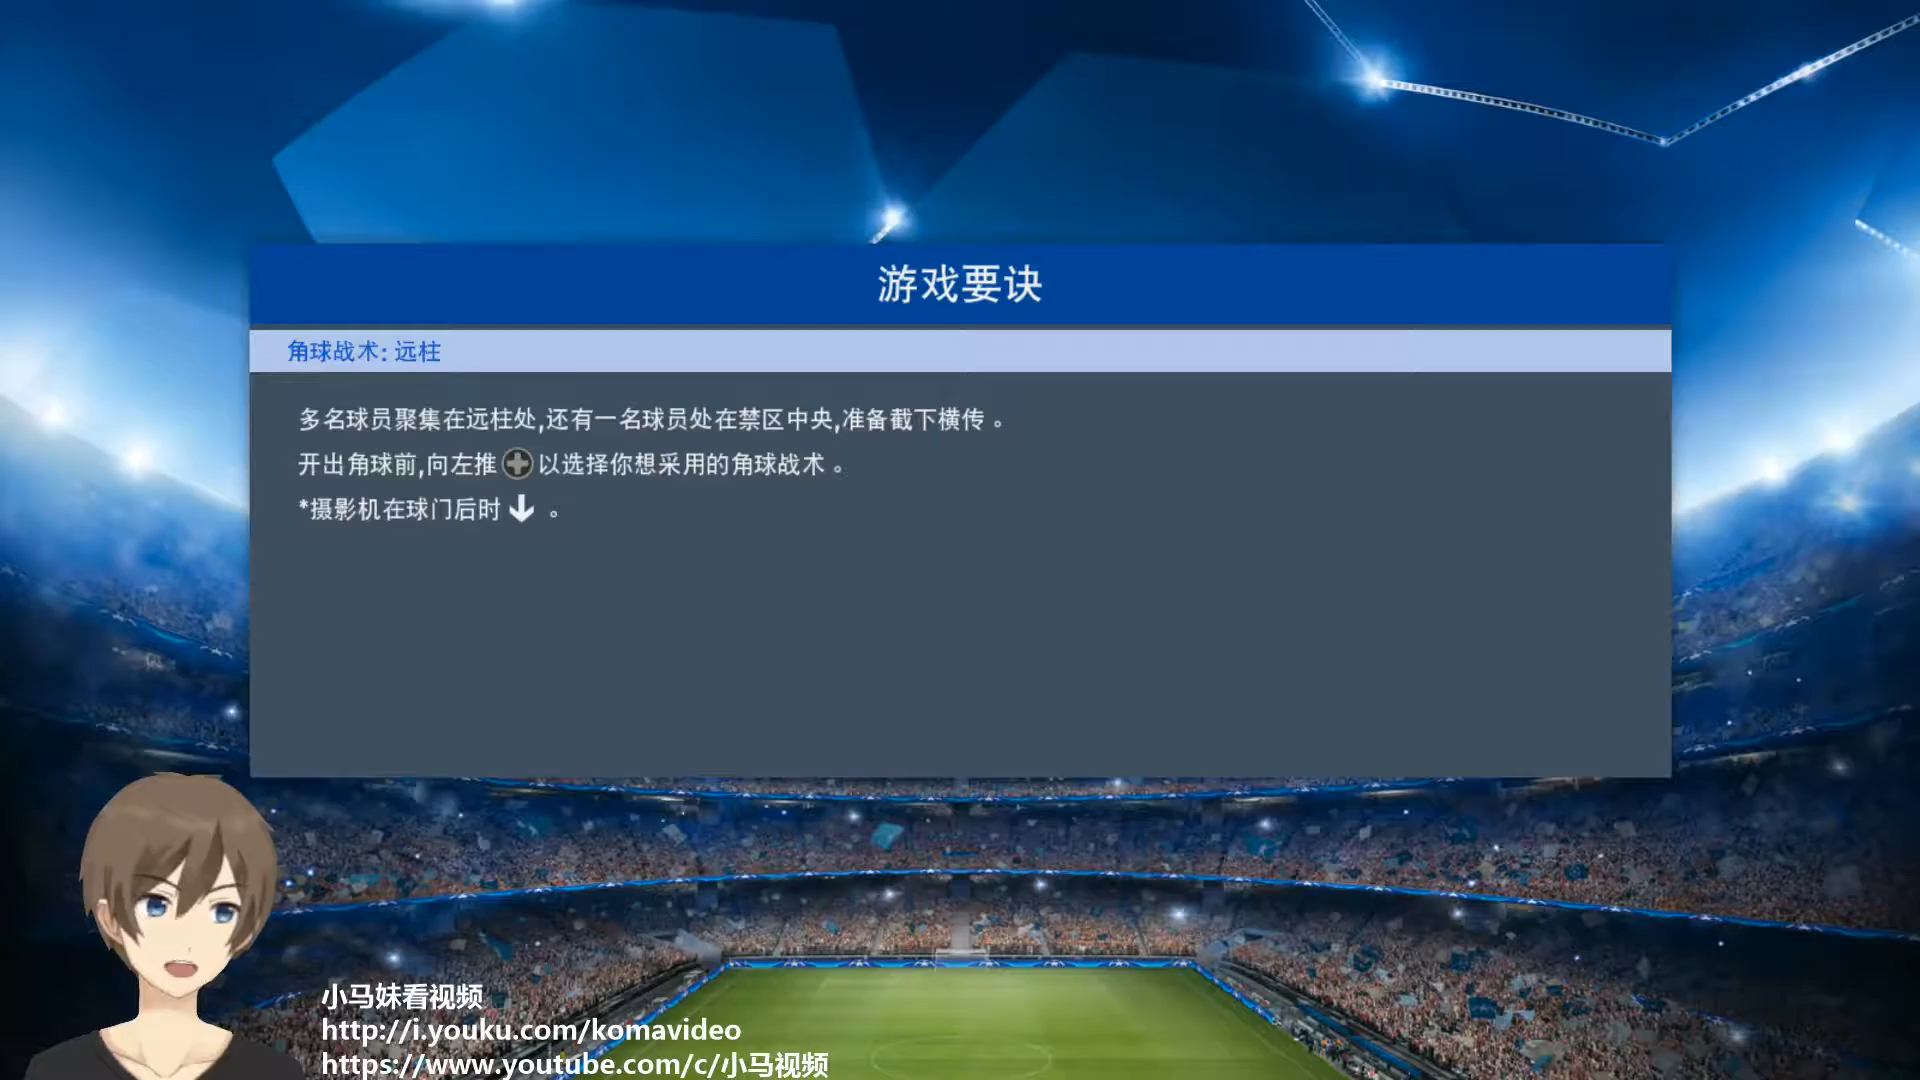 游戏要诀
角球战术: 远柱
多名球员聚集在远柱处,还有一名球员处在禁区中央,准备截下横传。
开出角球前,向左推以选择你想采用的角球战术。
*摄影机在球门后时↓。
小马妹看视频
http://i.youku.com/komavideo
https://www.youtube.com/c/小马视频